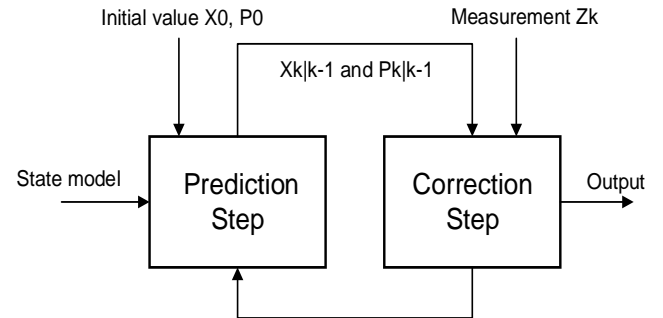 Initial value X0, P0
Measurement Zk
Xk|k-1 and Pk|k-1
State model
Prediction
Step
Correction
Step
Output